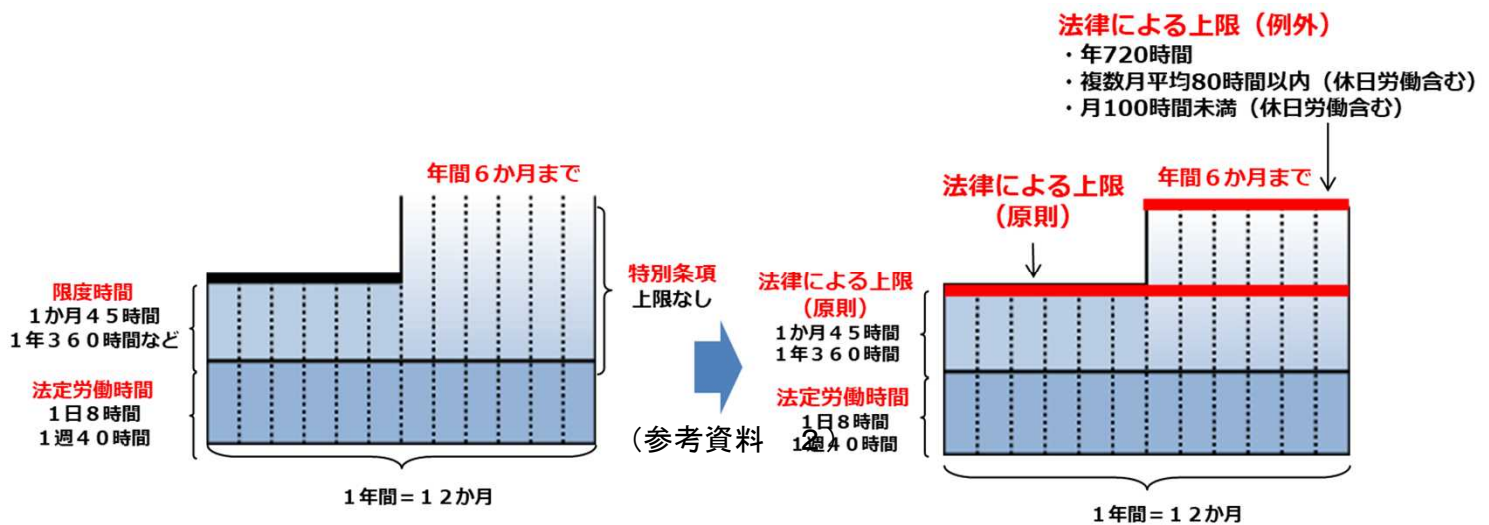 年間６か月まで
限度時間
１か月４５時間
１年３６０時間など
法定労働時間
１日８時間
１週４０時間
特別条項
上限なし
１年間＝１２か月
（参考資料　２）
法律による上限（例外）
・年720時間
・複数月平均80時間以内（休日労働含む）
・月100時間未満（休日労働含む）
法律による上限
（原則）
年間６か月まで
法律による上限
（原則）
１か月４５時間
１年３６０時間
法定労働時間
１日８時間
１週４０時間
１年間＝１２か月